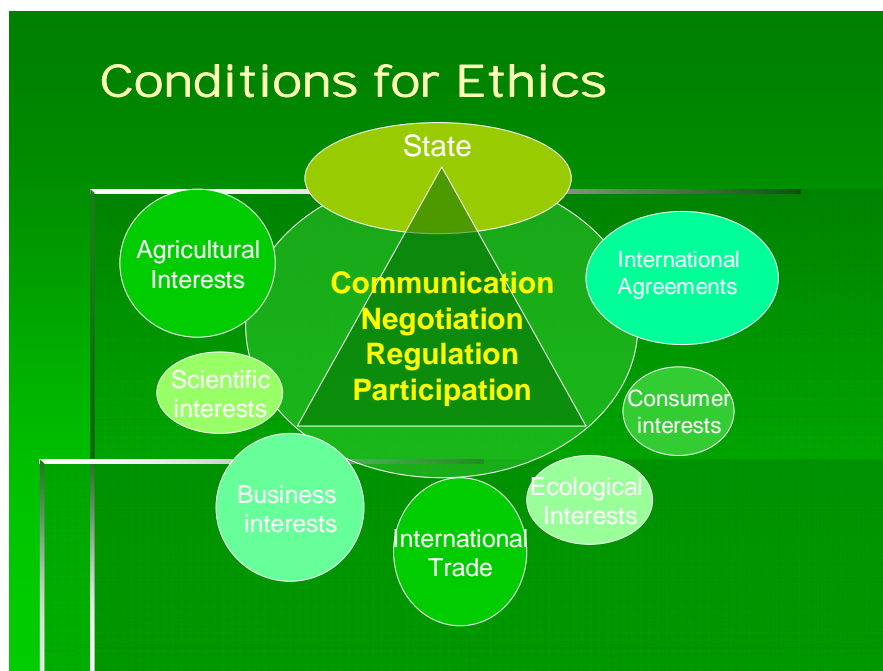 Conditions for Ethics
State
Agricultural
Interests
International
Agreements
Communication
Negotiation
Regulation
Participation
Scientific
interests
Consumer
interests
Business
interests
Ecological
Interests
International
Trade